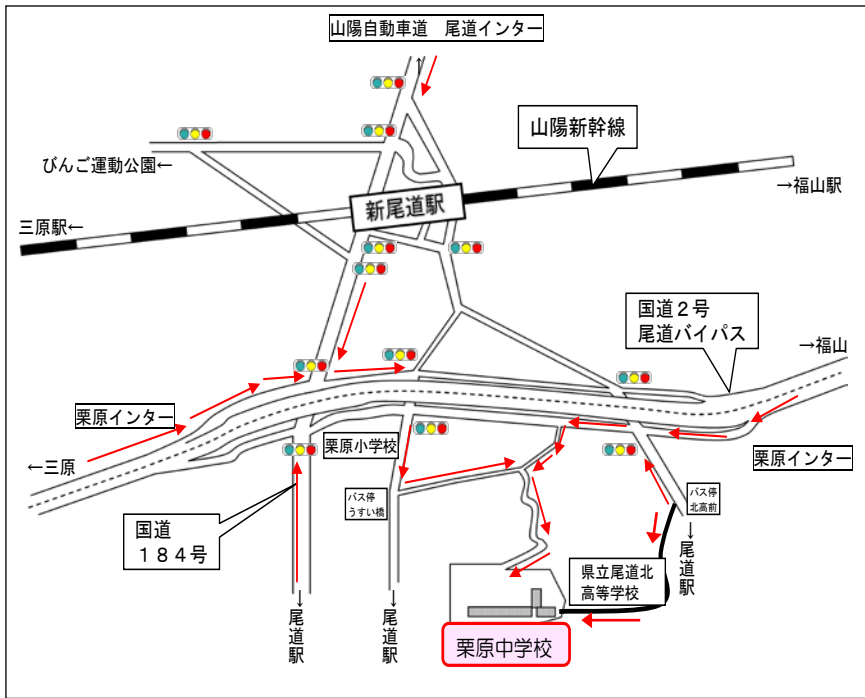 山陽自動車道　尾道インター
↑
山陽新幹線
びんご運動公園←
→福山駅
新尾道駅
三原駅←
国道２号
尾道バイパス
→福山
栗原インター
栗原小学校
栗原インター
←三原
バス停
うすい橋
バス停
北高前
国道
１８４号
→尾道駅
県立尾道北
高等学校
→尾道駅
→尾道駅
栗原中学校